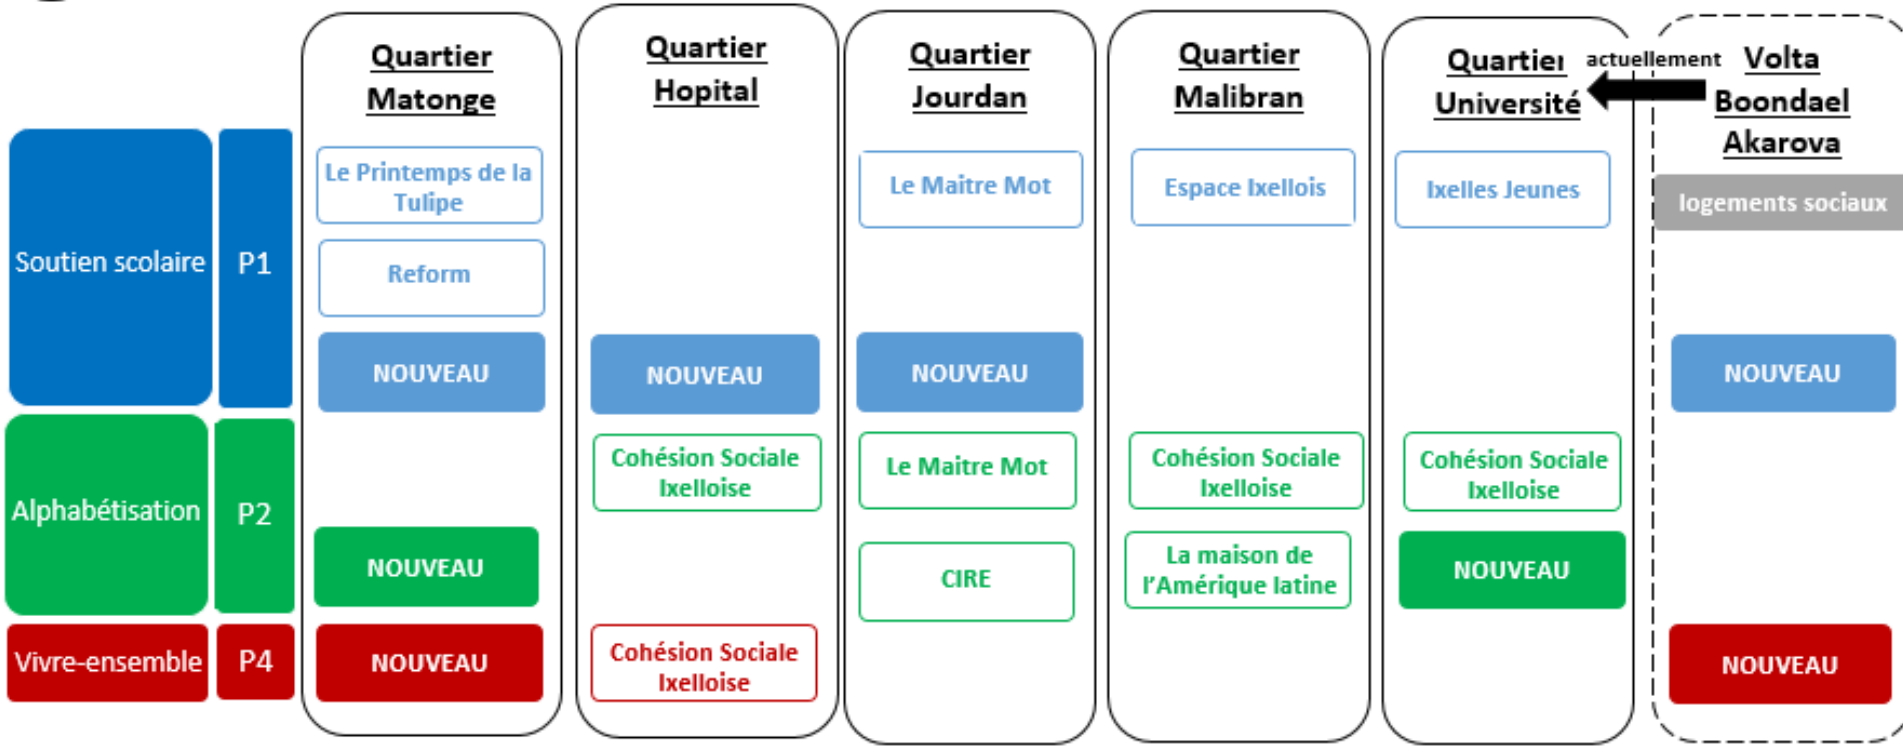 Quartier
Matonge
Quartier
Hopital
Quartier
Jourdan
Quartier
Malibran
Quartier
Université
actuellement
Volta
Boondael
Akarova
Soutien scolaire
P1
Le Printemps de la
Tulipe
Le Maitre Mot
Espace Ixellois
Ixelles Jeunes
logements sociaux
Reform
NOUVEAU
NOUVEAU
NOUVEAU
NOUVEAU
Alphabétisation
P2
Cohésion Sociale
Ixelloise
Le Maitre Mot
Cohésion Sociale
Ixelloise
Cohésion Sociale
Ixelloise
NOUVEAU
CIRE
La maison de
l'Amérique latine
NOUVEAU
Vivre-ensemble
P4
NOUVEAU
Cohésion Sociale
Ixelloise
NOUVEAU